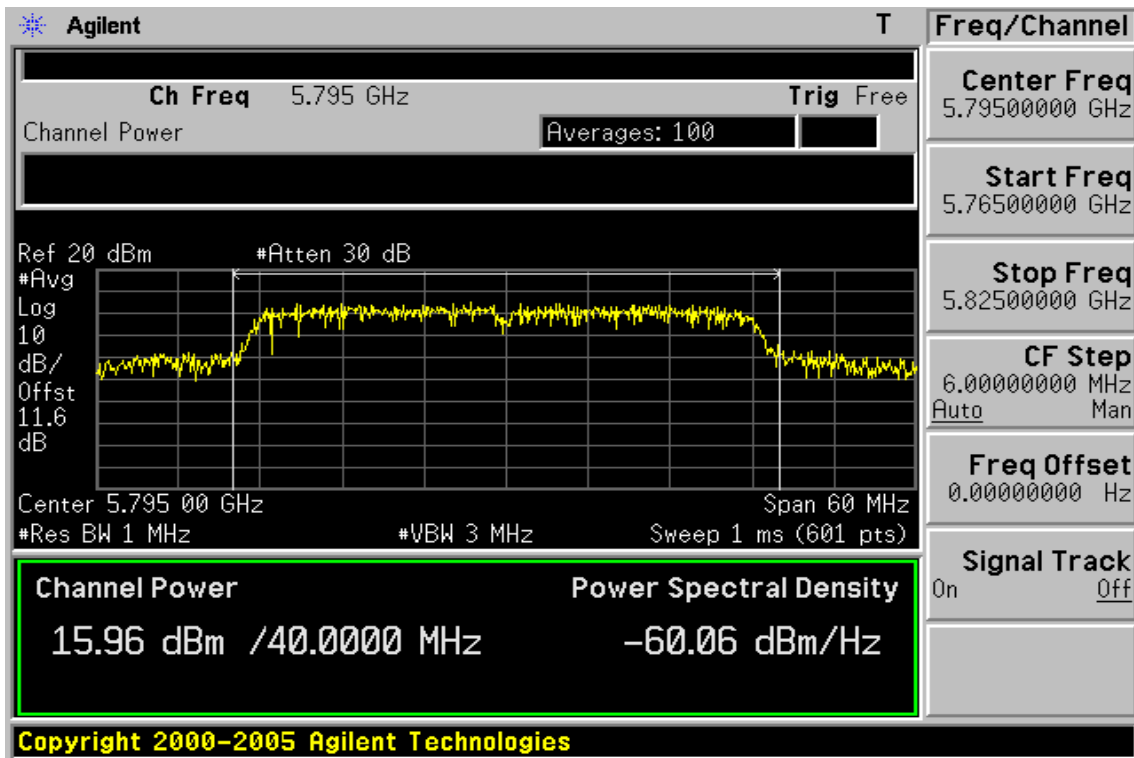 Agilent T
Ch Freq 5.795 GHz Trig Free
Channel Power Averages: 100
Ref 20 dBm #Atten 30 dB
#Avg
Log
10
dB/
Offst
11.6
dB
Center 5.795 00 GHz Span 60 MHz
#Res BW 1 MHz #VBW 3 MHz Sweep 1 ms (601 pts)
Channel Power Power Spectral Density
15.96 dBm /40.0000 MHz -60.06 dBm/Hz
Copyright 2000-2005 Agilent Technologies
Freq/Channel
Center Freq
5.79500000 GHz
Start Freq
5.76500000 GHz
Stop Freq
5.82500000 GHz
CF Step
6.00000000 MHz
Auto Man
Freq Offset
0.00000000 Hz
Signal Track
On Off